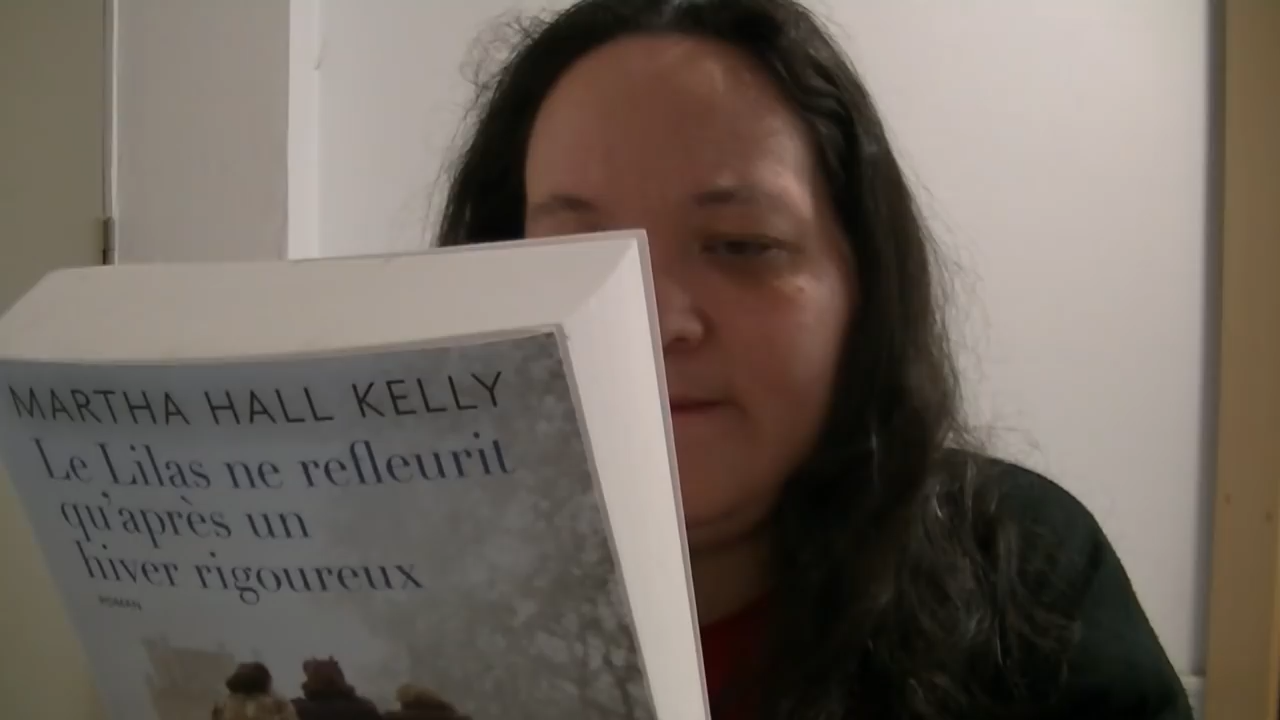 MARTHA HALL KELLY
Le Lilas ne refleurit
qu'après un
hiver rigoureux
ROMAN